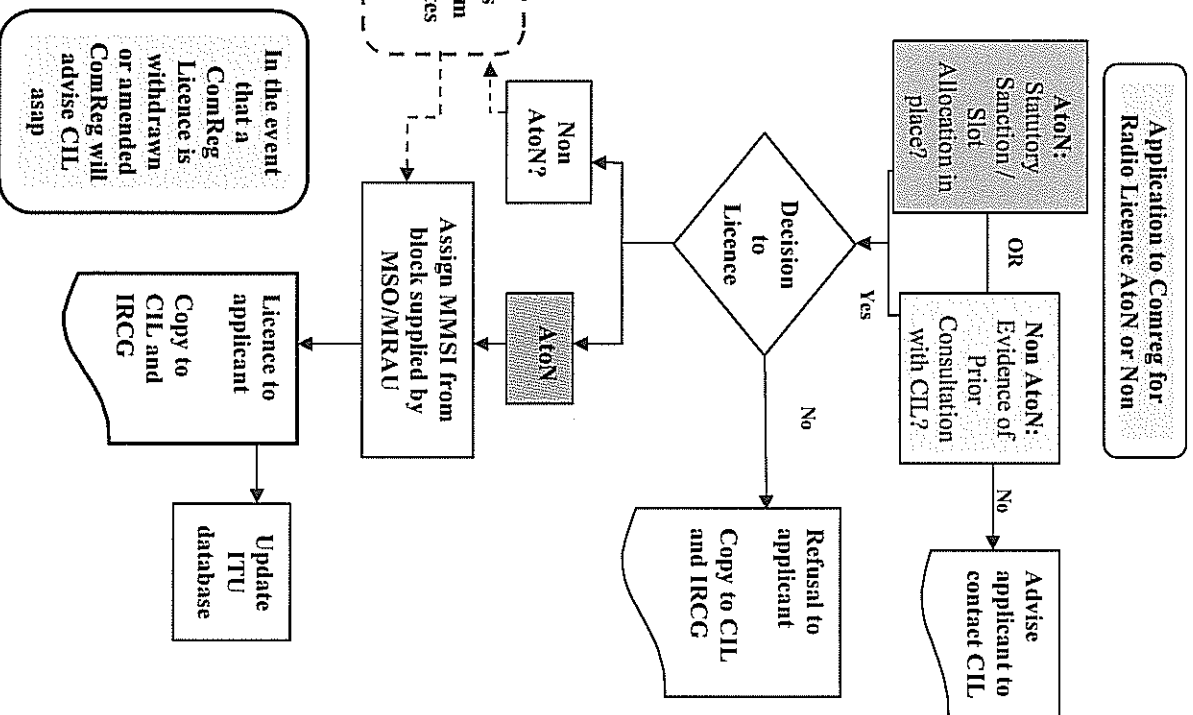 Application to Comreg for
Radio Licence AtoN or Non
AtoN:
Statutory
Sanction /
Slot
Allocation in
place?
OR
Non AtoN:
Evidence of
Prior
Consultation
with CIL?
No
Advise
applicant to
contact CIL
Yes
Decision
to
Licence
No
Refusal to
applicant
Copy to CIL
and IRCG
Non
AtoN?
AtoN
Assign MMSI from
block supplied by
MSO/MRAU
Licence to
applicant
Copy to
CIL and
IRCG
Update
ITU
database
In the event
that a
ComReg
Licence is
withdrawn
or amended
ComReg will
advise CIL
asap